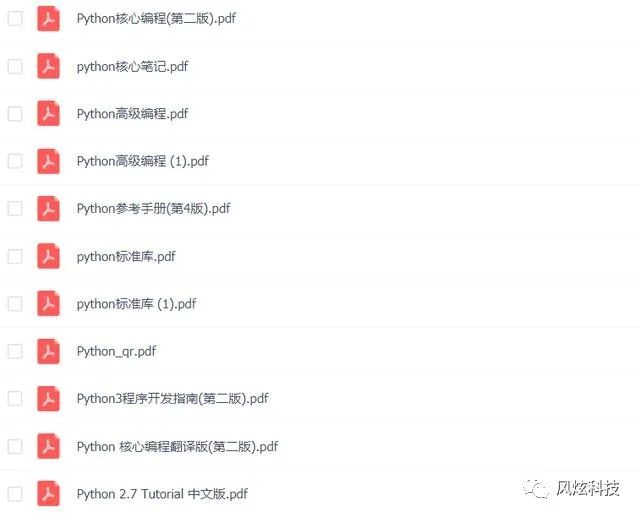 Python核心编程(第二版).pdf
python核心笔记.pdf
Python高级编程.pdf
Python高级编程 (1).pdf
Python参考手册(第4版).pdf
python标准库.pdf
python标准库 (1).pdf
Python_qr.pdf
Python3程序开发指南(第二版).pdf
Python 核心编程翻译版(第二版).pdf
Python 2.7 Tutorial 中文版.pdf
风炫科技